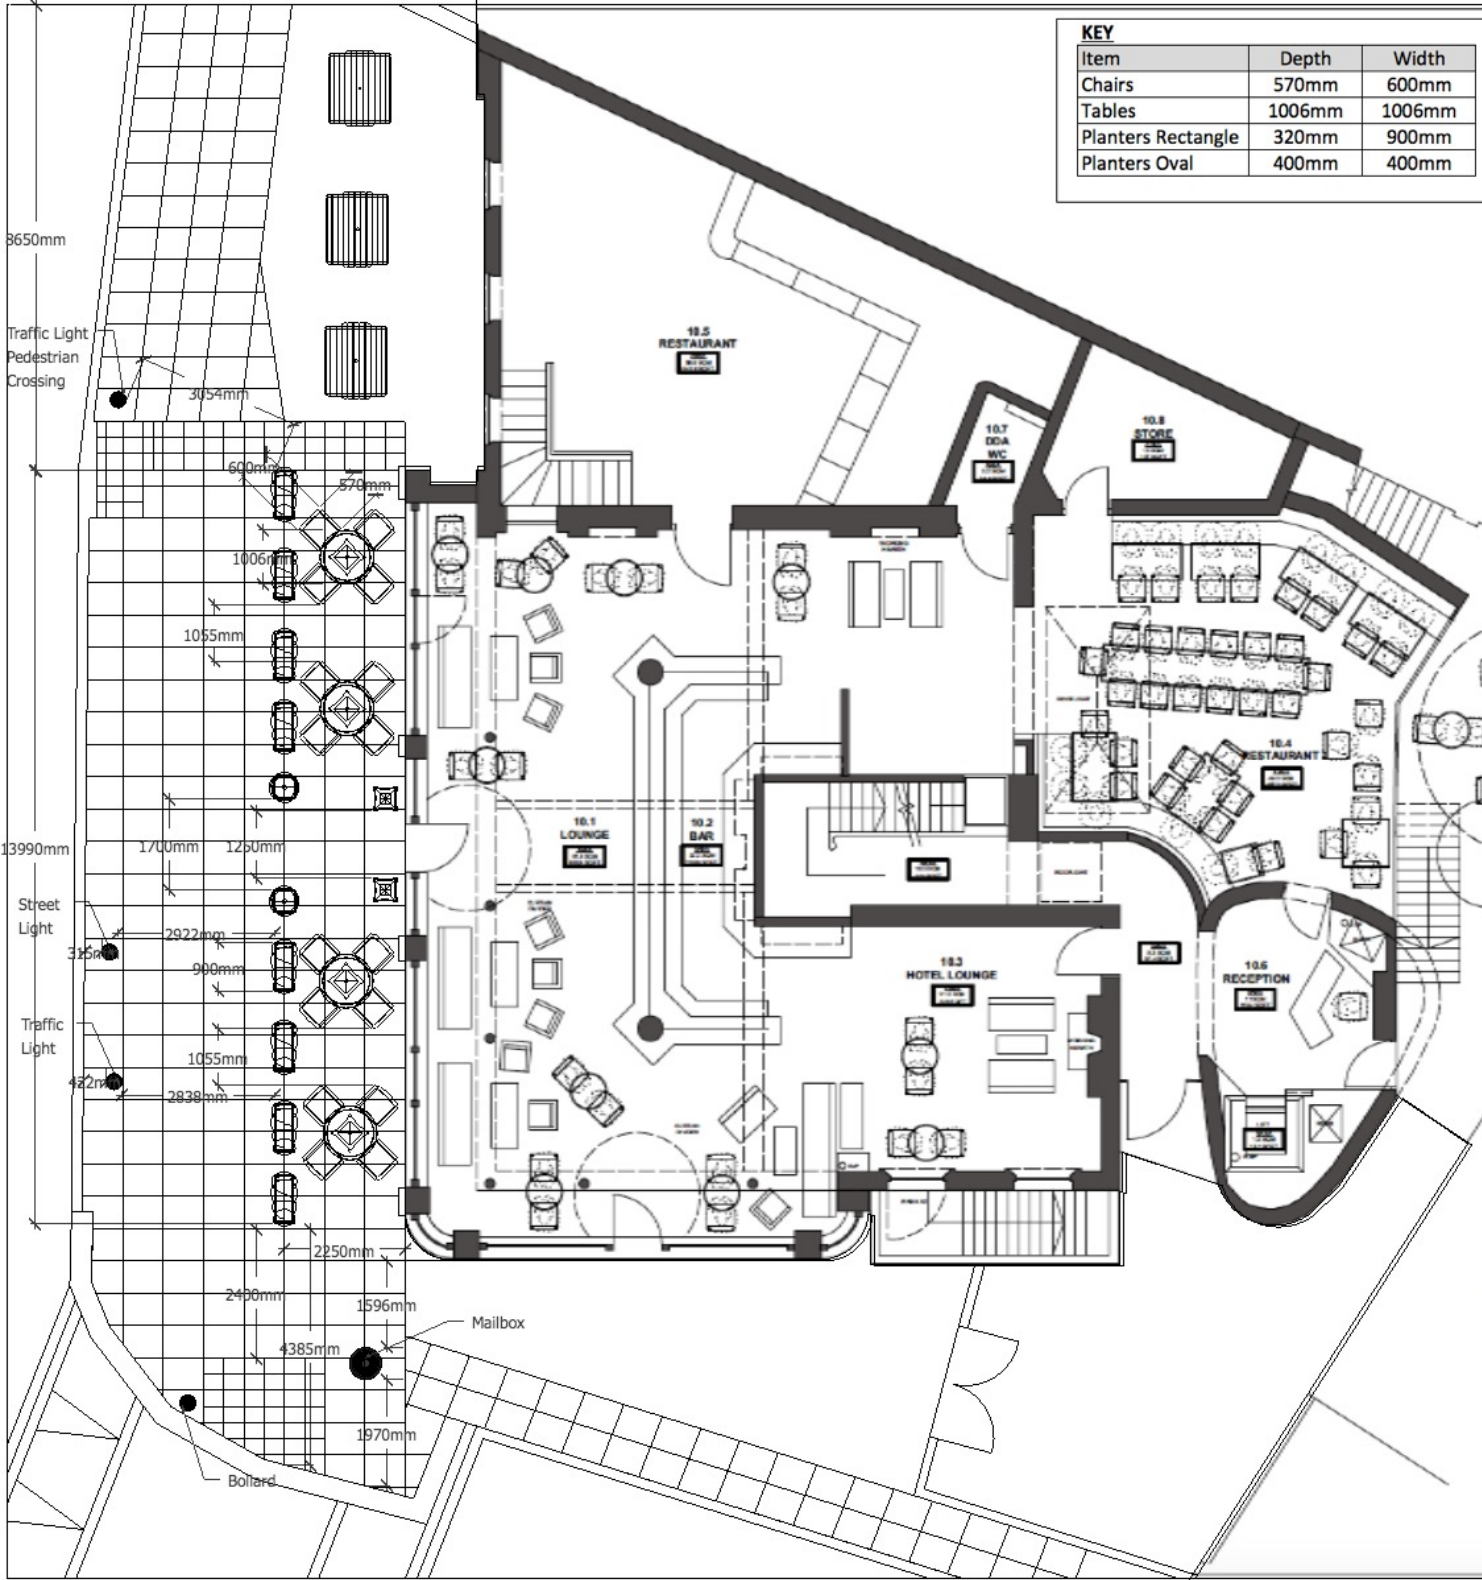 KEY
Item Depth Width
Chairs 570mm 600mm
Tables 1006mm 1006mm
Planters Rectangle 320mm 900mm
Planters Oval 400mm 400mm
8650mm
Traffic Light
Pedestrian
Crossing
3054mm
600mm
570mm
1006mm
1055mm
13990mm
1700mm
1250mm
Street
Light
315mm
2922mm
900mm
Traffic
Light
422mm
1055mm
2838mm
2250mm
2400mm
1596mm
4385mm
Mailbox
1970mm
Bollard
10.5
RESTAURANT
10.7
DDA
WC
10.8
STORE
10.4
RESTAURANT
10.1
LOUNGE
10.2
BAR
10.3
HOTEL LOUNGE
10.6
RECEPTION